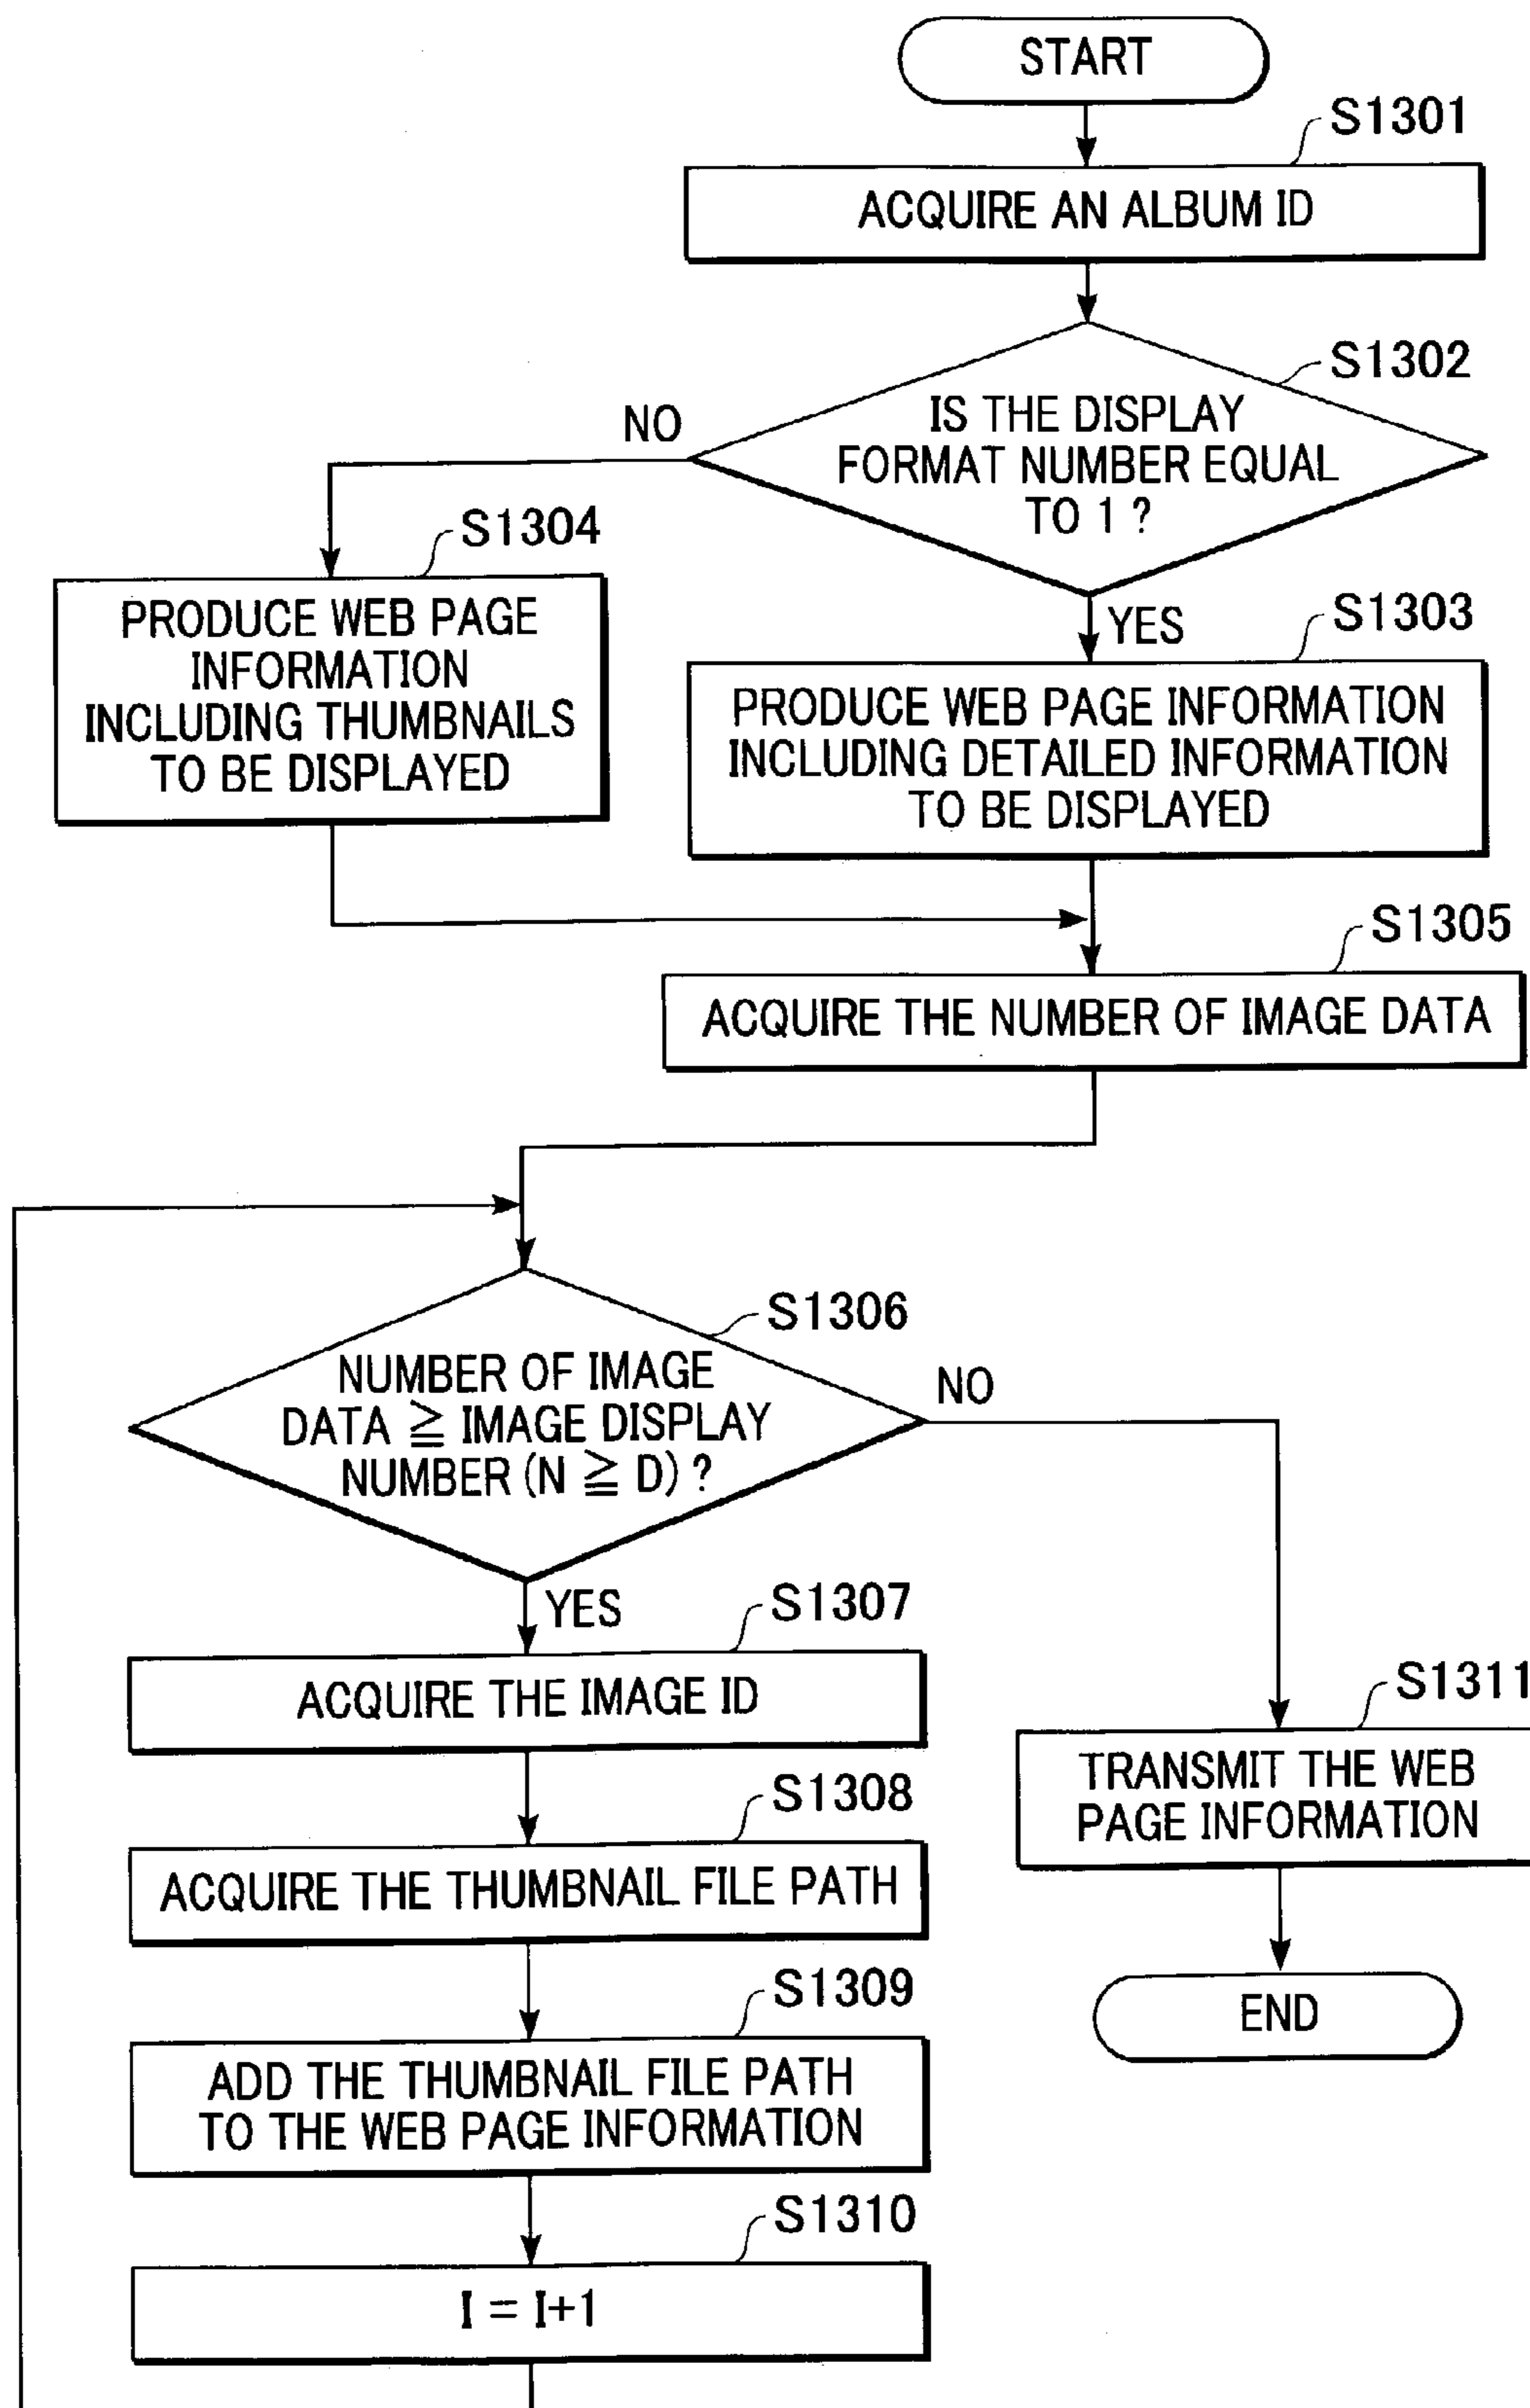 START
S1301
ACQUIRE AN ALBUM ID
S1302
IS THE DISPLAY
FORMAT NUMBER EQUAL
TO 1 ?
NO
YES
S1304
PRODUCE WEB PAGE
INFORMATION
INCLUDING THUMBNAILS
TO BE DISPLAYED
S1303
PRODUCE WEB PAGE INFORMATION
INCLUDING DETAILED INFORMATION
TO BE DISPLAYED
S1305
ACQUIRE THE NUMBER OF IMAGE DATA
S1306
NUMBER OF IMAGE
DATA ≧ IMAGE DISPLAY
NUMBER (N ≧ D) ?
NO
YES
S1307
ACQUIRE THE IMAGE ID
S1308
ACQUIRE THE THUMBNAIL FILE PATH
S1309
ADD THE THUMBNAIL FILE PATH
TO THE WEB PAGE INFORMATION
S1310
I = I+1
S1311
TRANSMIT THE WEB
PAGE INFORMATION
END